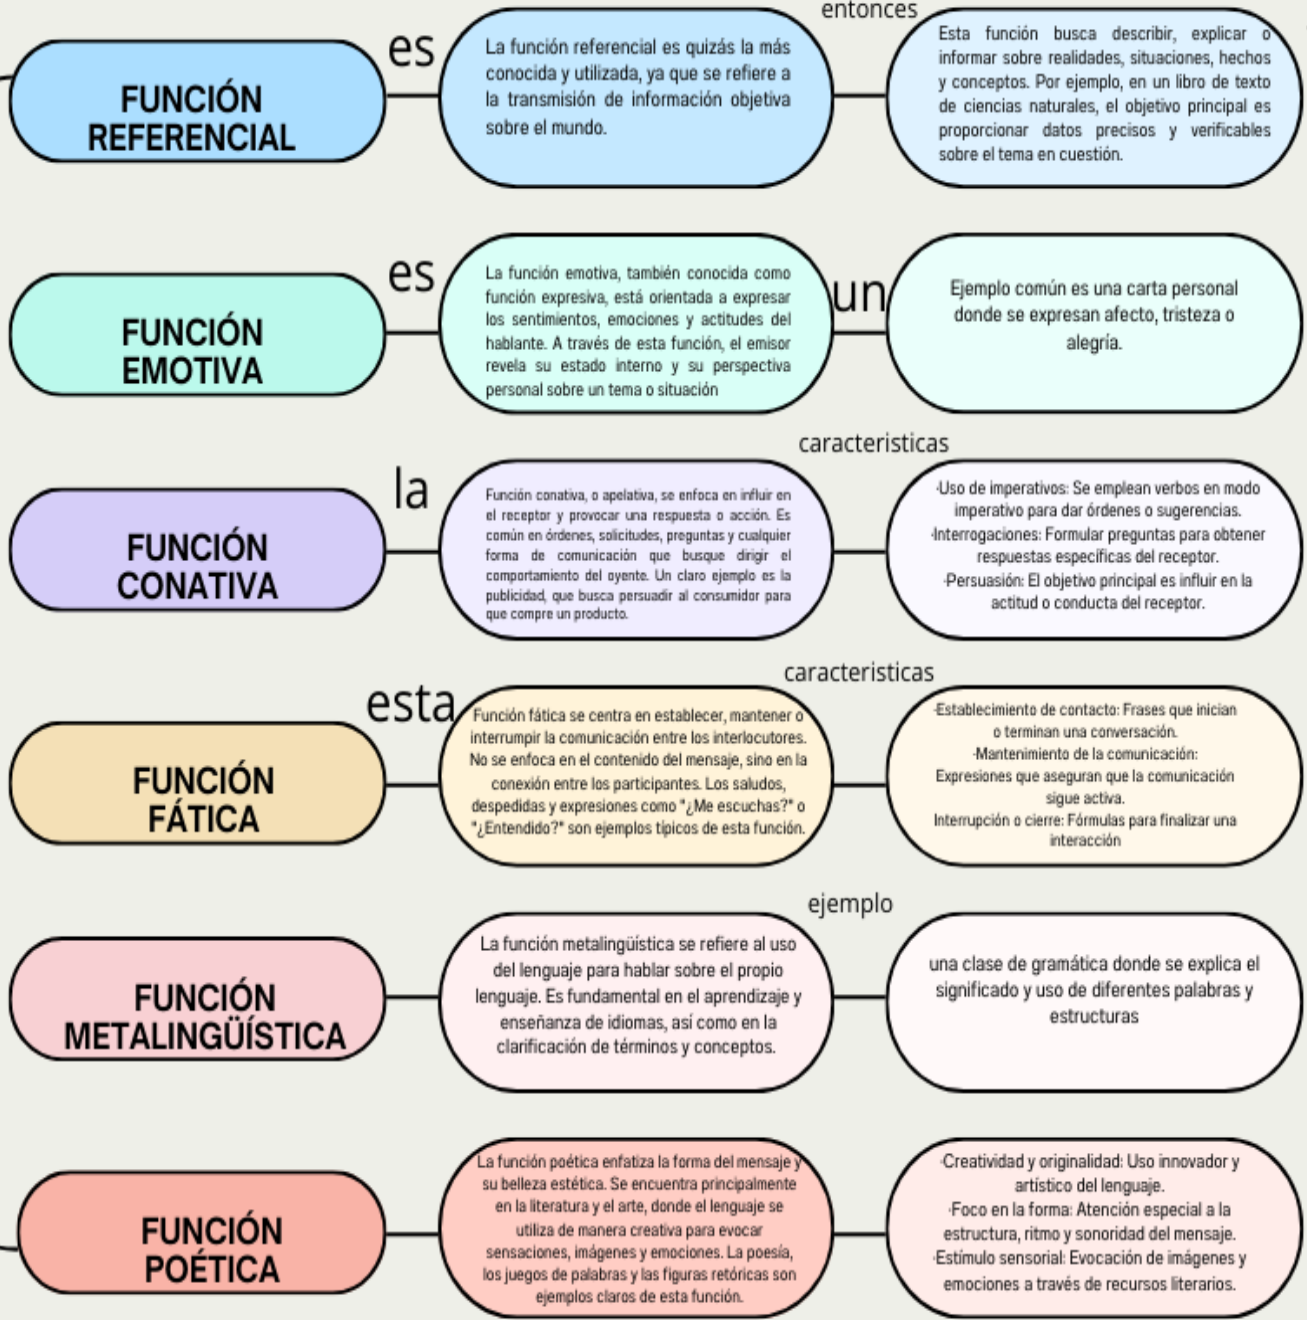 FUNCIÓN
REFERENCIAL
es
La función referencial es quizás la más
conocida y utilizada, ya que se refiere a
la transmisión de información objetiva
sobre el mundo.
entonces
Esta función busca describir, explicar o
informar sobre realidades, situaciones, hechos
y conceptos. Por ejemplo, en un libro de texto
de ciencias naturales, el objetivo principal es
proporcionar datos precisos y verificables
sobre el tema en cuestión.
FUNCIÓN
EMOTIVA
es
La función emotiva, también conocida como
función expresiva, está orientada a expresar
los sentimientos, emociones y actitudes del
hablante. A través de esta función, el emisor
revela su estado interno y su perspectiva
personal sobre un tema o situación
un
Ejemplo común es una carta personal
donde se expresan afecto, tristeza o
alegría.
FUNCIÓN
CONATIVA
la
Función conativa, o apelativa, se enfoca en influir en
el receptor y provocar una respuesta o acción. Es
común en órdenes, solicitudes, preguntas y cualquier
forma de comunicación que busque dirigir el
comportamiento del oyente. Un claro ejemplo es la
publicidad, que busca persuadir al consumidor para
que compre un producto.
caracteristicas
·Uso de imperativos: Se emplean verbos en modo
imperativo para dar órdenes o sugerencias.
·Interrogaciones: Formular preguntas para obtener
respuestas específicas del receptor.
·Persuasión: El objetivo principal es influir en la
actitud o conducta del receptor.
FUNCIÓN
FÁTICA
esta
Función fática se centra en establecer, mantener o
interrumpir la comunicación entre los interlocutores.
No se enfoca en el contenido del mensaje, sino en la
conexión entre los participantes. Los saludos,
despedidas y expresiones como "¿Me escuchas?" o
"¿Entendido?" son ejemplos típicos de esta función.
caracteristicas
·Establecimiento de contacto: Frases que inician
o terminan una conversación.
·Mantenimiento de la comunicación:
Expresiones que aseguran que la comunicación
sigue activa.
Interrupción o cierre: Fórmulas para finalizar una
interacción
FUNCIÓN
METALINGÜÍSTICA
La función metalingüística se refiere al uso
del lenguaje para hablar sobre el propio
lenguaje. Es fundamental en el aprendizaje y
enseñanza de idiomas, así como en la
clarificación de términos y conceptos.
ejemplo
una clase de gramática donde se explica el
significado y uso de diferentes palabras y
estructuras
FUNCIÓN
POÉTICA
La función poética enfatiza la forma del mensaje y
su belleza estética. Se encuentra principalmente
en la literatura y el arte, donde el lenguaje se
utiliza de manera creativa para evocar
sensaciones, imágenes y emociones. La poesía,
los juegos de palabras y las figuras retóricas son
ejemplos claros de esta función.
·Creatividad y originalidad: Uso innovador y
artístico del lenguaje.
·Foco en la forma: Atención especial a la
estructura, ritmo y sonoridad del mensaje.
·Estímulo sensorial: Evocación de imágenes y
emociones a través de recursos literarios.